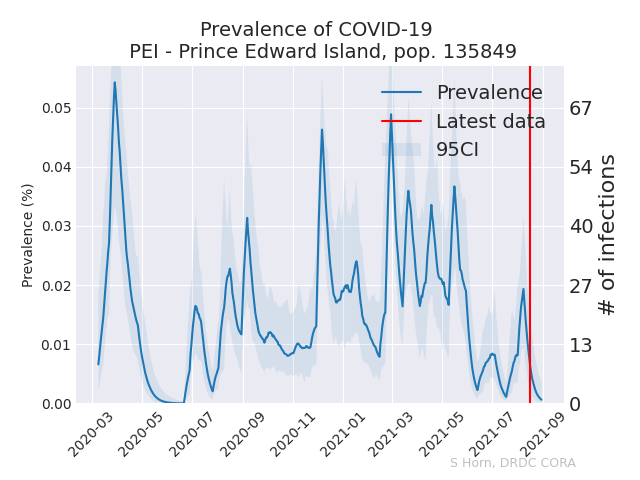 Prevalence of COVID-19
PEI - Prince Edward Island, pop. 135849
Prevalence
Latest data
95CI
Prevalence (%)
0.05
0.04
0.03
0.02
0.01
0.00
# of infections
67
54
40
27
13
0
2020-03
2020-05
2020-07
2020-09
2020-11
2021-01
2021-03
2021-05
2021-07
2021-09
S Horn, DRDC CORA